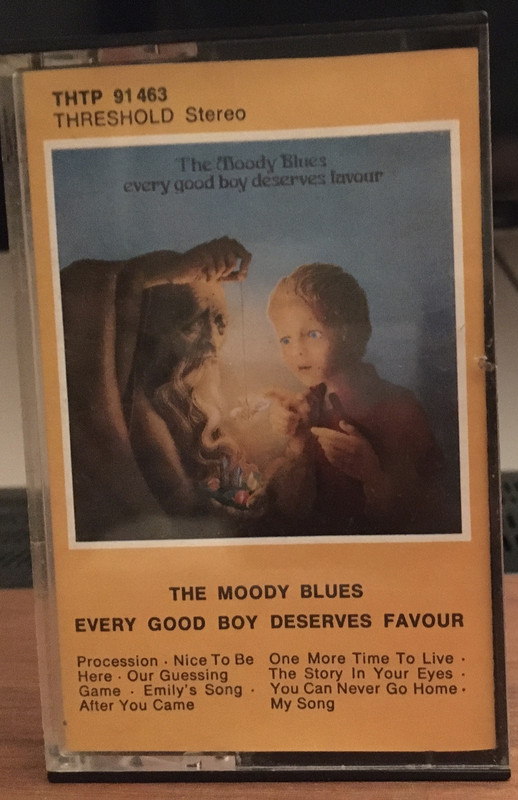 THTP 91 463
THRESHOLD Stereo
The Moody Blues
every good boy deserves favour
THE MOODY BLUES
EVERY GOOD BOY DESERVES FAVOUR
Procession · Nice To Be
Here · Our Guessing
Game · Emily's Song ·
After You Came
One More Time To Live ·
The Story In Your Eyes ·
You Can Never Go Home ·
My Song